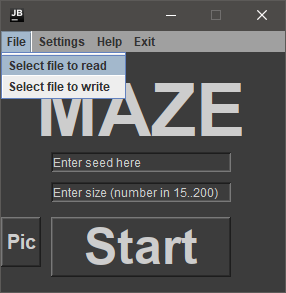 JB
File Settings Help Exit
Select file to read
Select file to write
MAZE
Enter seed here
Enter size (number in 15..200)
Pic
Start